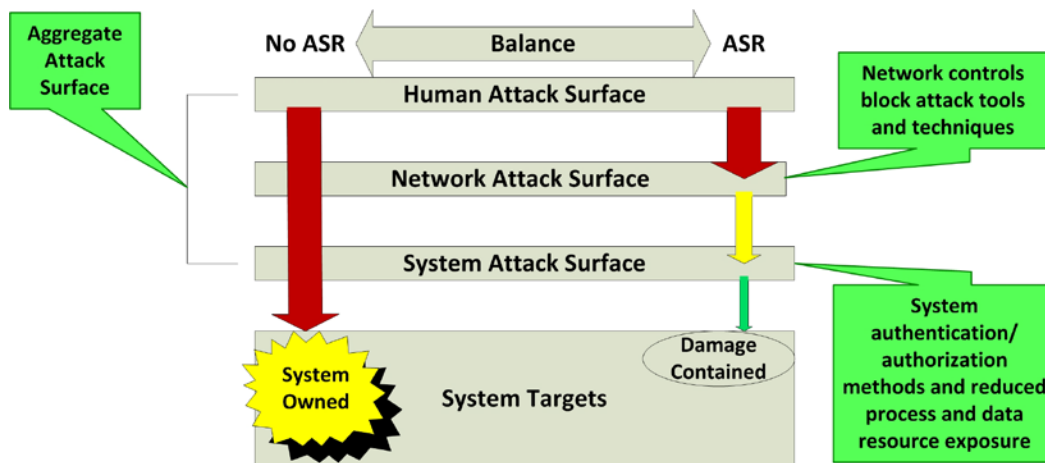 Aggregate
Attack
Surface
No ASR
Balance
ASR
Human Attack Surface
Network controls
block attack tools
and techniques
Network Attack Surface
System Attack Surface
System
authentication/
authorization
methods and reduced
process and data
resource exposure
System
Owned
Damage
Contained
System Targets